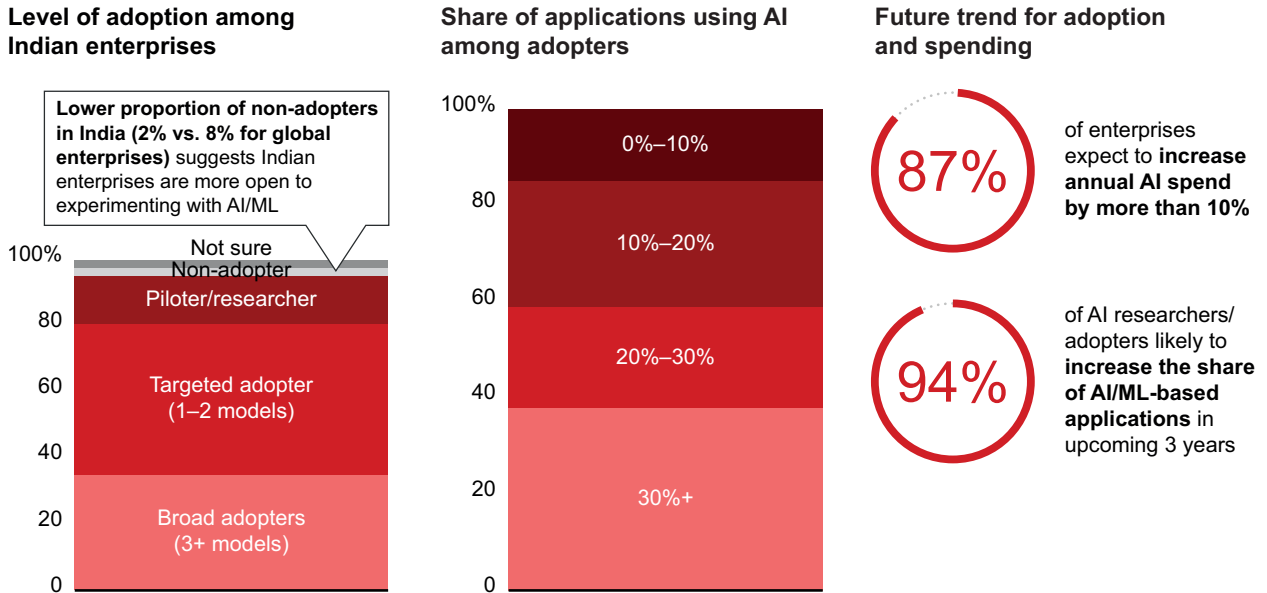 Level of adoption among
Indian enterprises
Lower proportion of non-adopters
in India (2% vs. 8% for global
enterprises) suggests Indian
enterprises are more open to
experimenting with AI/ML
100%
80
60
40
20
0
Not sure
Non-adopter
Piloter/researcher
Targeted adopter
(1–2 models)
Broad adopters
(3+ models)
Share of applications using AI
among adopters
100%
80
60
40
20
0
0%–10%
10%–20%
20%–30%
30%+
Future trend for adoption
and spending
87%
of enterprises
expect to increase
annual AI spend
by more than 10%
94%
of AI researchers/
adopters likely to
increase the share
of AI/ML-based
applications in
upcoming 3 years